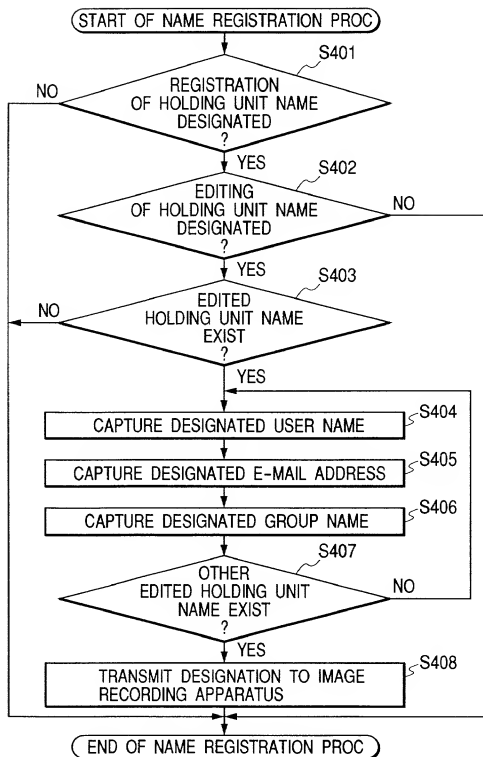 START OF NAME REGISTRATION PROC
S401
NO
REGISTRATION
OF HOLDING UNIT NAME
DESIGNATED
?
YES
S402
NO
EDITING
OF HOLDING UNIT NAME
DESIGNATED
?
YES
S403
NO
EDITED
HOLDING UNIT NAME
EXIST
?
YES
S404
CAPTURE DESIGNATED USER NAME
S405
CAPTURE DESIGNATED E-MAIL ADDRESS
S406
CAPTURE DESIGNATED GROUP NAME
S407
OTHER
EDITED HOLDING UNIT
NAME EXIST
?
NO
YES
S408
TRANSMIT DESIGNATION TO IMAGE
RECORDING APPARATUS
END OF NAME REGISTRATION PROC